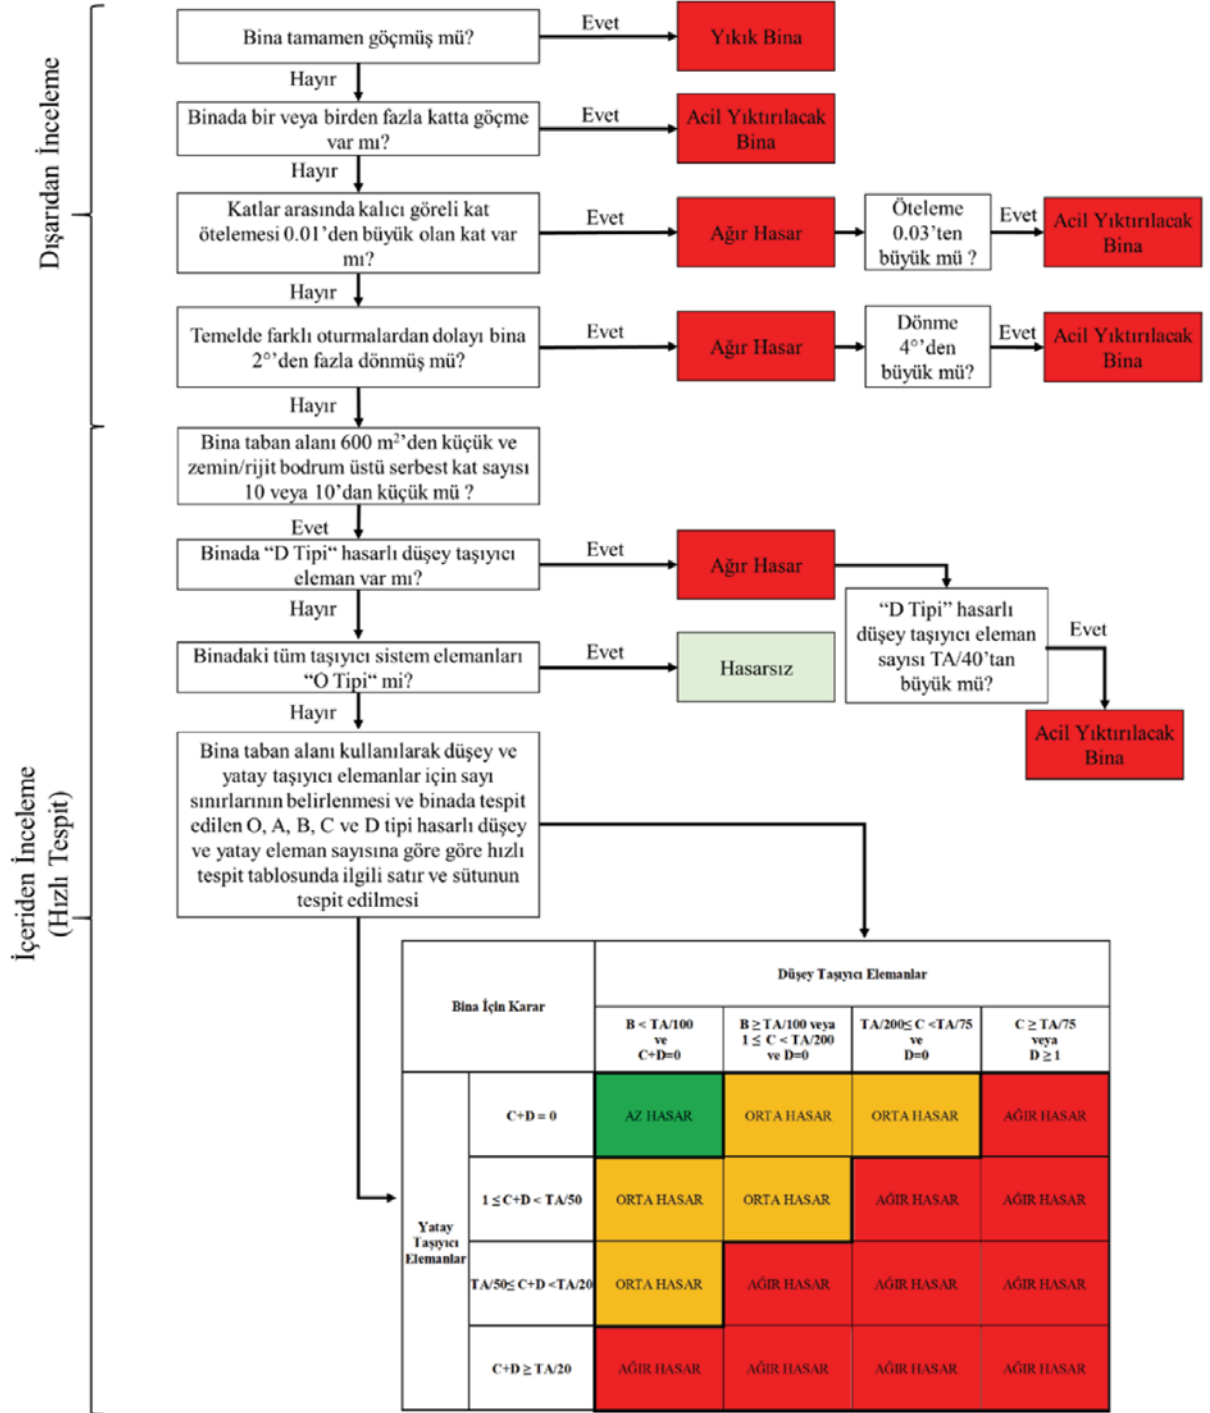 Dışarıdan İnceleme
Bina tamamen göçmüş mü?
Evet
Yıkık Bina
Hayır
Binada bir veya birden fazla katta göçme
var mı?
Evet
Acil Yıktırılacak
Bina
Hayır
Katlar arasında kalıcı göreli kat
ötelemesi 0.01’den büyük olan kat var
mı?
Evet
Ağır Hasar
Öteleme
0.03’ten
büyük mü ?
Evet
Acil Yıktırılacak
Bina
Hayır
Temelde farklı oturmalardan dolayı bina
2°’den fazla dönmüş mü?
Evet
Ağır Hasar
Dönme
4°’den
büyük mü?
Evet
Acil Yıktırılacak
Bina
Hayır
İçeriden İnceleme
(Hızlı Tespit)
Bina taban alanı 600 m²’den küçük ve
zemin/rijit bodrum üstü serbest kat sayısı
10 veya 10’dan küçük mü ?
Evet
Binada “D Tipi“ hasarlı düşey taşıyıcı
eleman var mı?
Evet
Ağır Hasar
“D Tipi” hasarlı
düşey taşıyıcı eleman
sayısı TA/40’tan
büyük mü?
Evet
Acil Yıktırılacak
Bina
Hayır
Binadaki tüm taşıyıcı sistem elemanları
“O Tipi“ mi?
Evet
Hasarsız
Hayır
Bina taban alanı kullanılarak düşey ve
yatay taşıyıcı elemanlar için sayı
sınırlarının belirlenmesi ve binada tespit
edilen O, A, B, C ve D tipi hasarlı düşey
ve yatay eleman sayısına göre göre hızlı
tespit tablosunda ilgili satır ve sütunun
tespit edilmesi
Bina İçin Karar
Düşey Taşıyıcı Elemanlar
B < TA/100
ve
C+D=0
B ≥ TA/100 veya
1 ≤ C < TA/200
ve D=0
TA/200≤ C <TA/75
ve
D=0
C ≥ TA/75
veya
D ≥ 1
Yatay
Taşıyıcı
Elemanlar
C+D = 0
AZ HASAR
ORTA HASAR
ORTA HASAR
AĞIR HASAR
1 ≤ C+D < TA/50
ORTA HASAR
ORTA HASAR
AĞIR HASAR
AĞIR HASAR
TA/50≤ C+D <TA/20
ORTA HASAR
AĞIR HASAR
AĞIR HASAR
AĞIR HASAR
C+D ≥ TA/20
AĞIR HASAR
AĞIR HASAR
AĞIR HASAR
AĞIR HASAR